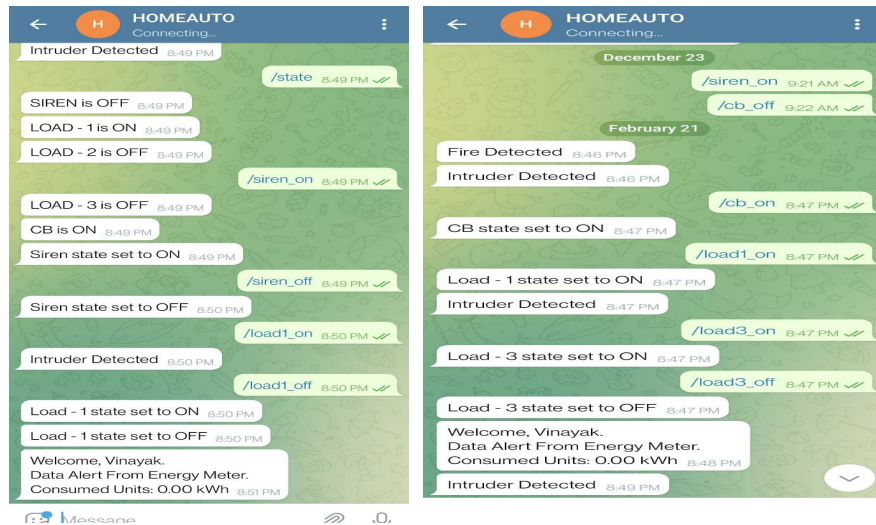 HOMEAUTO
H
Connecting...
Intruder Detected 8:49 PM
/state 8:49 PM
SIREN is OFF 8:49 PM
LOAD - 1 is ON 8:49 PM
LOAD - 2 is OFF 8:49 PM
/siren_on 8:49 PM
LOAD - 3 is OFF 8:49 PM
CB is ON 8:49 PM
Siren state set to ON 8:49 PM
/siren_off 8:49 PM
Siren state set to OFF 8:50 PM
/load1_on 8:50 PM
Intruder Detected 8:50 PM
/load1_off 8:50 PM
Load - 1 state set to ON 8:50 PM
Load - 1 state set to OFF 8:50 PM
Welcome, Vinayak.
Data Alert From Energy Meter.
Consumed Units: 0.00 kWh 8:51 PM
Message
HOMEAUTO
H
Connecting...
December 23
/siren_on 9:21 AM
/cb_off 9:22 AM
February 21
Fire Detected 8:46 PM
Intruder Detected 8:46 PM
/cb_on 8:47 PM
CB state set to ON 8:47 PM
/load1_on 8:47 PM
Load - 1 state set to ON 8:47 PM
Intruder Detected 8:47 PM
/load3_on 8:47 PM
Load - 3 state set to ON 8:47 PM
/load3_off 8:47 PM
Load - 3 state set to OFF 8:47 PM
Welcome, Vinayak.
Data Alert From Energy Meter.
Consumed Units: 0.00 kWh 8:48 PM
Intruder Detected 8:49 PM